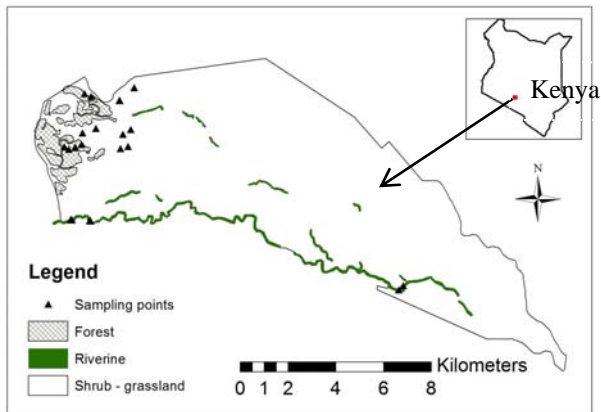 Kenya
N
Legend
Sampling points
Forest
Riverine
Shrub - grassland
Kilometers
0 1 2 4 6 8